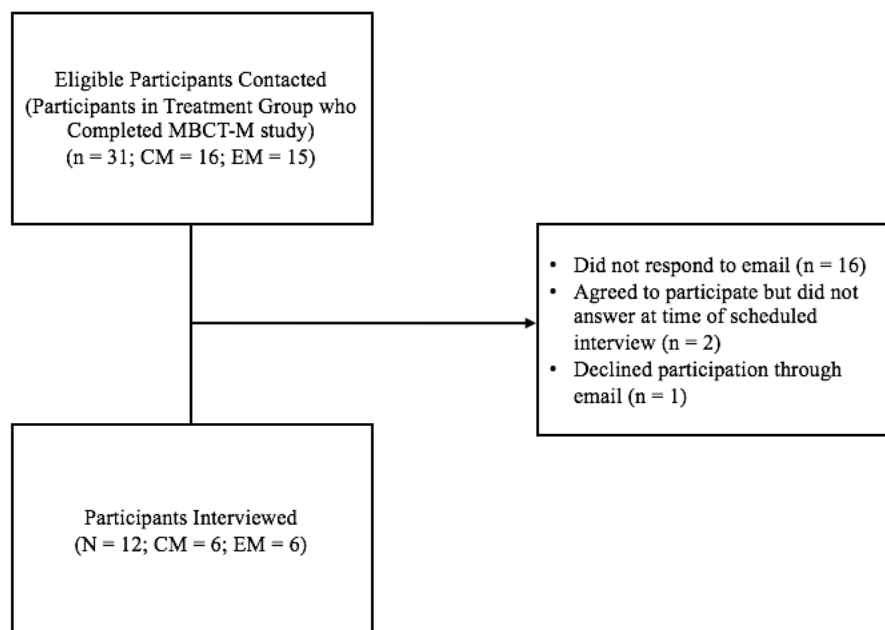 Eligible Participants Contacted
(Participants in Treatment Group who
Completed MBCT-M study)
(n = 31; CM = 16; EM = 15)
• Did not respond to email (n = 16)
• Agreed to participate but did not
answer at time of scheduled
interview (n = 2)
• Declined participation through
email (n = 1)
Participants Interviewed
(N = 12; CM = 6; EM = 6)